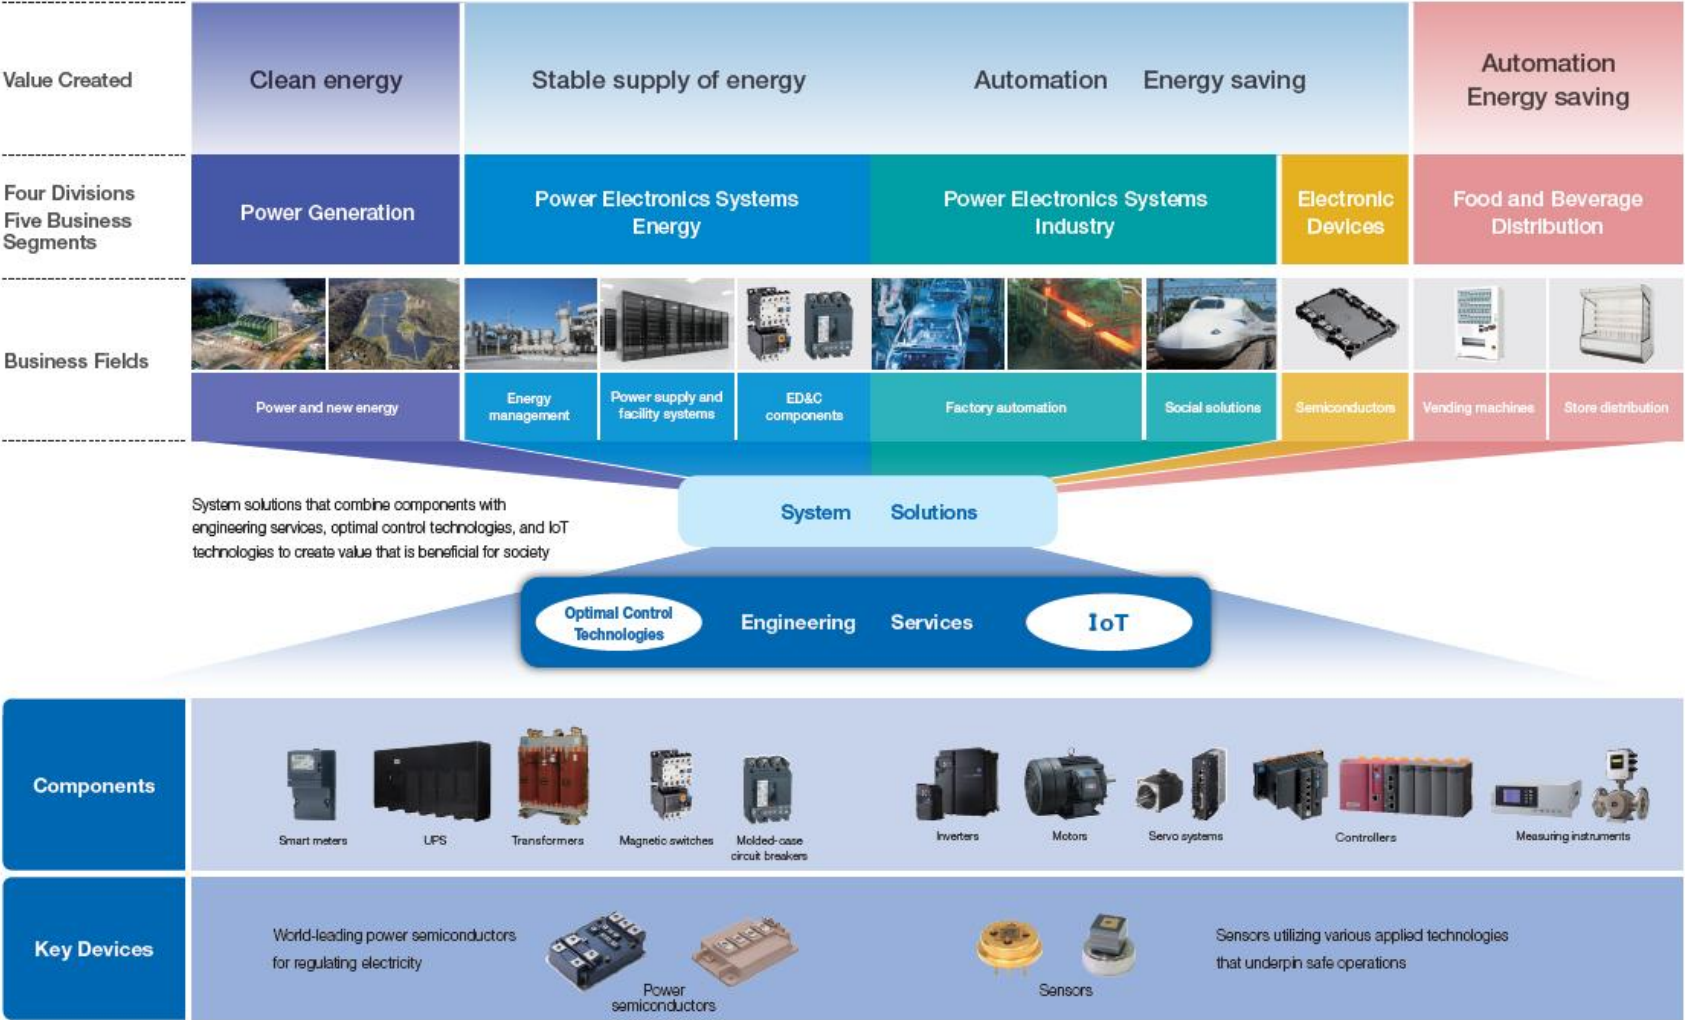 Value Created
Clean energy
Stable supply of energy
Automation
Energy saving
Automation
Energy saving
Four Divisions
Five Business
Segments
Power Generation
Power Electronics Systems
Energy
Power Electronics Systems
Industry
Electronic
Devices
Food and Beverage
Distribution
Business Fields
Power and new energy
Energy
management
Power supply and
facility systems
ED&C
components
Factory automation
Social solutions
Semiconductors
Vending machines
Store distribution
System solutions that combine components with
engineering services, optimal control technologies, and IoT
technologies to create value that is beneficial for society
System Solutions
Optimal Control
Technologies
Engineering Services
IoT
Components
Smart meters
UPS
Transformers
Magnetic switches
Molded-case
circuit breakers
Inverters
Motors
Servo systems
Controllers
Measuring instruments
Key Devices
World-leading power semiconductors
for regulating electricity
Power
semiconductors
Sensors
Sensors utilizing various applied technologies
that underpin safe operations